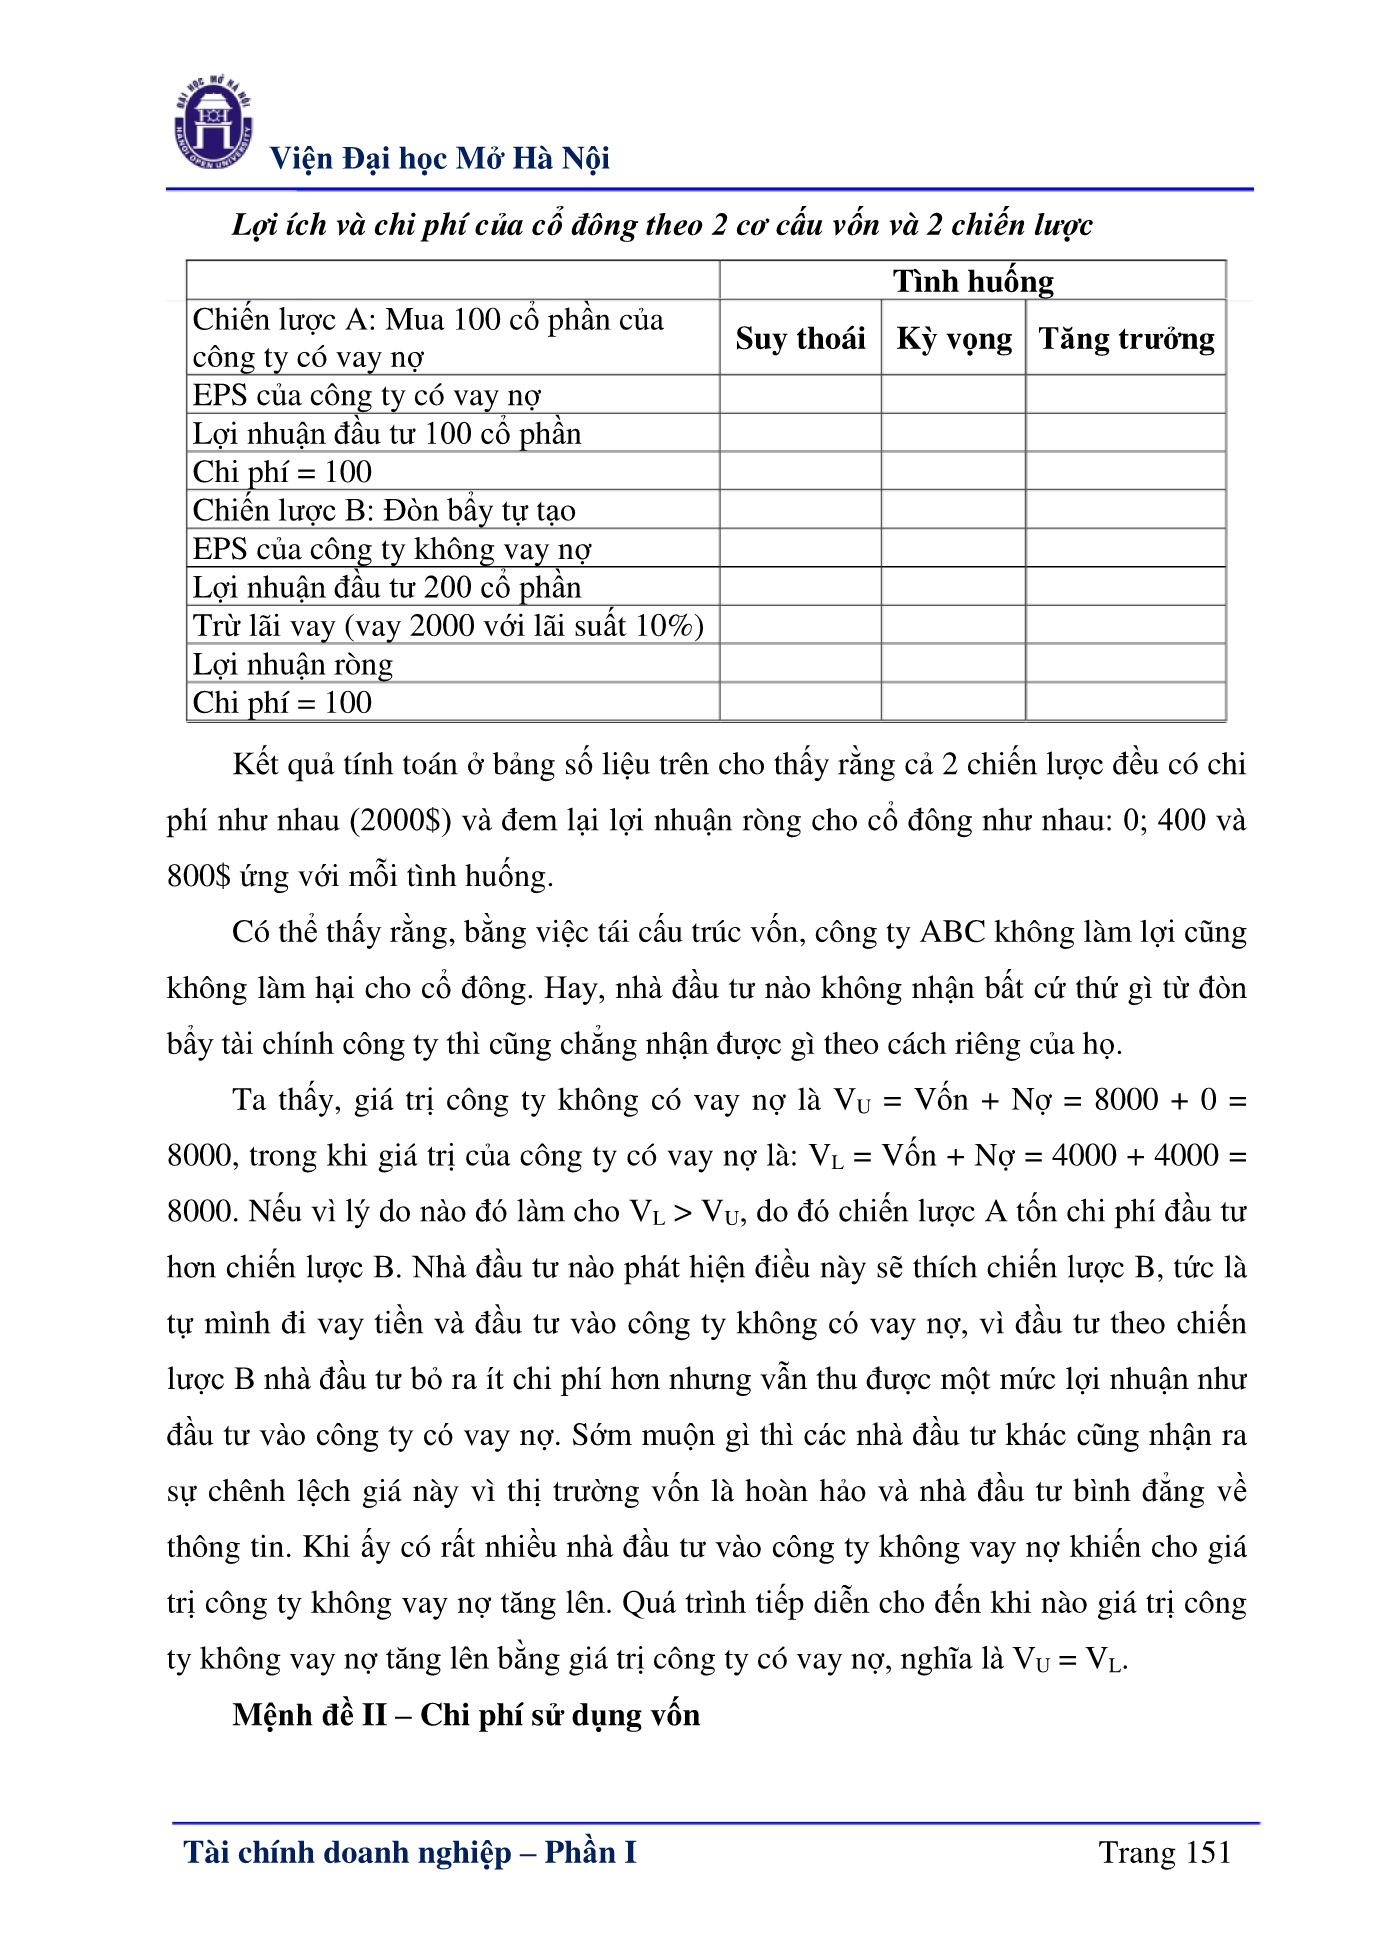 ĐẠI HỌC MỞ HÀ NỘI
HANOI OPEN UNIVERSITY
Viện Đại học Mở Hà Nội
Lợi ích và chi phí của cổ đông theo 2 cơ cấu vốn và 2 chiến lược
Tình huống
Chiến lược A: Mua 100 cổ phần của
công ty có vay nợ
Suy thoái Kỳ vọng Tăng trưởng
EPS của công ty có vay nợ
Lợi nhuận đầu tư 100 cổ phần
Chi phí = 100
Chiến lược B: Đòn bẩy tự tạo
EPS của công ty không vay nợ
Lợi nhuận đầu tư 200 cổ phần
Trừ lãi vay (vay 2000 với lãi suất 10%)
Lợi nhuận ròng
Chi phí = 100
Kết quả tính toán ở bảng số liệu trên cho thấy rằng cả 2 chiến lược đều có chi
phí như nhau (2000$) và đem lại lợi nhuận ròng cho cổ đông như nhau: 0; 400 và
800$ ứng với mỗi tình huống.
Có thể thấy rằng, bằng việc tái cấu trúc vốn, công ty ABC không làm lợi cũng
không làm hại cho cổ đông. Hay, nhà đầu tư nào không nhận bất cứ thứ gì từ đòn
bẩy tài chính công ty thì cũng chẳng nhận được gì theo cách riêng của họ.
Ta thấy, giá trị công ty không có vay nợ là VU = Vốn + Nợ = 8000 + 0 =
8000, trong khi giá trị của công ty có vay nợ là: VL = Vốn + Nợ = 4000 + 4000 =
8000. Nếu vì lý do nào đó làm cho VL > VU, do đó chiến lược A tốn chi phí đầu tư
hơn chiến lược B. Nhà đầu tư nào phát hiện điều này sẽ thích chiến lược B, tức là
tự mình đi vay tiền và đầu tư vào công ty không có vay nợ, vì đầu tư theo chiến
lược B nhà đầu tư bỏ ra ít chi phí hơn nhưng vẫn thu được một mức lợi nhuận như
đầu tư vào công ty có vay nợ. Sớm muộn gì thì các nhà đầu tư khác cũng nhận ra
sự chênh lệch giá này vì thị trường vốn là hoàn hảo và nhà đầu tư bình đẳng về
thông tin. Khi ấy có rất nhiều nhà đầu tư vào công ty không vay nợ khiến cho giá
trị công ty không vay nợ tăng lên. Quá trình tiếp diễn cho đến khi nào giá trị công
ty không vay nợ tăng lên bằng giá trị công ty có vay nợ, nghĩa là VU = VL.
Mệnh đề II – Chi phí sử dụng vốn
Tài chính doanh nghiệp – Phần I Trang 151